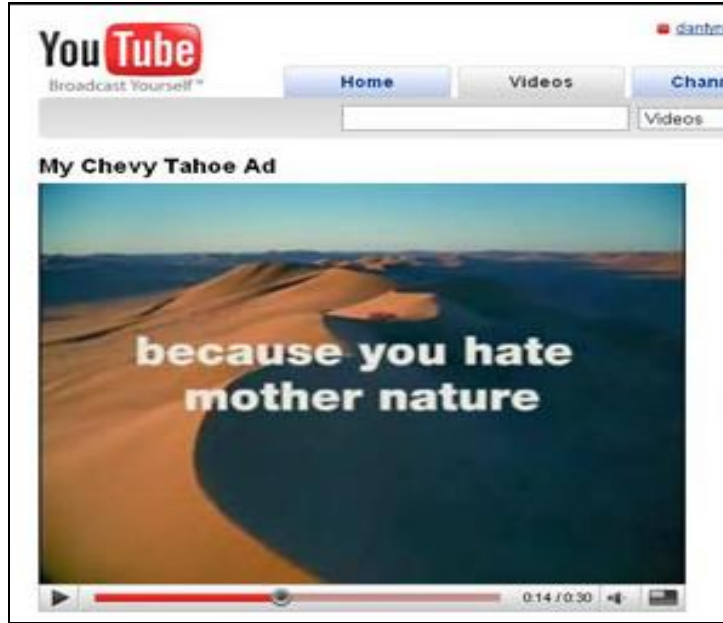 You Tube
Broadcast Yourself™
Home Videos
Videos
My Chevy Tahoe Ad
because you hate
mother nature
0:14 / 0:30